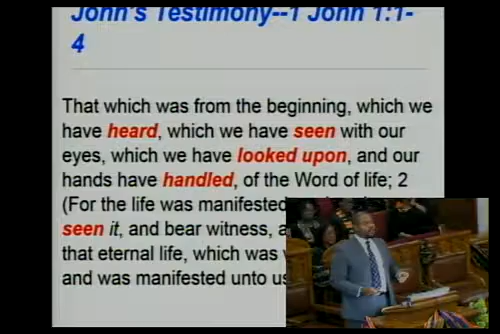 John's Testimony--1 John 1:1-
4
That which was from the beginning, which we
have heard, which we have seen with our
eyes, which we have looked upon, and our
hands have handled, of the Word of life; 2
(For the life was manifested
seen it, and bear witness, a
that eternal life, which was
and was manifested unto us